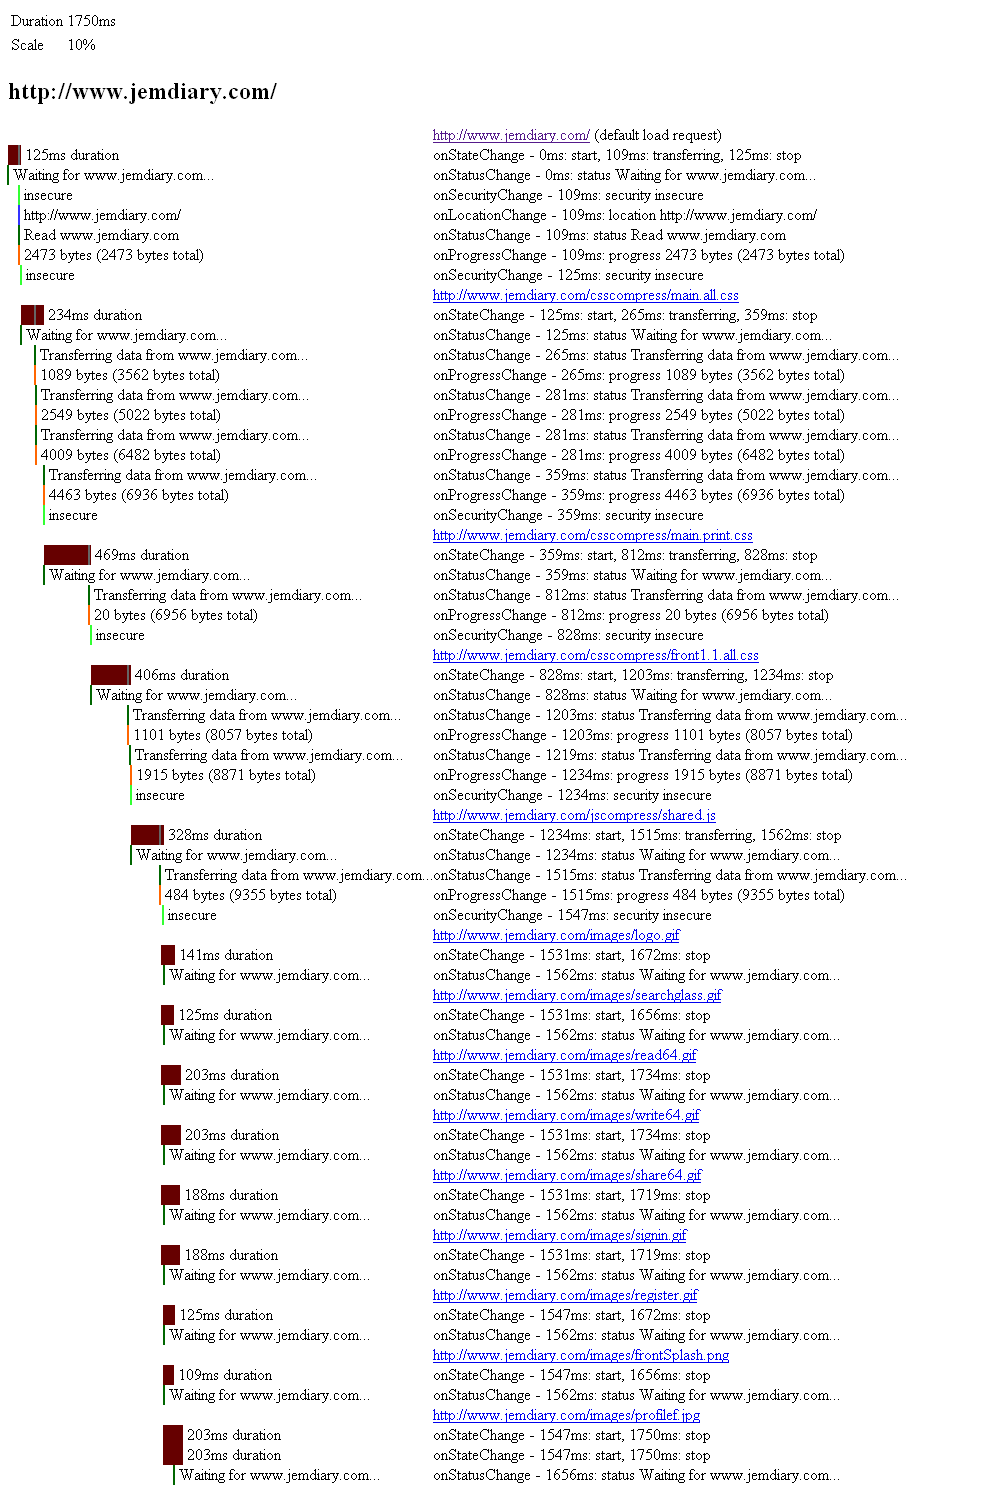 Duration 1750ms
Scale 10%
http://www.jemdiary.com/
http://www.jemdiary.com/ (default load request)
125ms duration onStateChange - 0ms: start, 109ms: transferring, 125ms: stop
Waiting for www.jemdiary.com... onStatusChange - 0ms: status Waiting for www.jemdiary.com...
insecure onSecurityChange - 109ms: security insecure
http://www.jemdiary.com/ onLocationChange - 109ms: location http://www.jemdiary.com/
Read www.jemdiary.com onStatusChange - 109ms: status Read www.jemdiary.com
2473 bytes (2473 bytes total) onProgressChange - 109ms: progress 2473 bytes (2473 bytes total)
insecure onSecurityChange - 125ms: security insecure
http://www.jemdiary.com/csscompress/main.all.css
234ms duration onStateChange - 125ms: start, 265ms: transferring, 359ms: stop
Waiting for www.jemdiary.com... onStatusChange - 125ms: status Waiting for www.jemdiary.com...
Transferring data from www.jemdiary.com... onStatusChange - 265ms: status Transferring data from www.jemdiary.com...
1089 bytes (3562 bytes total) onProgressChange - 265ms: progress 1089 bytes (3562 bytes total)
Transferring data from www.jemdiary.com... onStatusChange - 281ms: status Transferring data from www.jemdiary.com...
2549 bytes (5022 bytes total) onProgressChange - 281ms: progress 2549 bytes (5022 bytes total)
Transferring data from www.jemdiary.com... onStatusChange - 281ms: status Transferring data from www.jemdiary.com...
4009 bytes (6482 bytes total) onProgressChange - 281ms: progress 4009 bytes (6482 bytes total)
Transferring data from www.jemdiary.com... onStatusChange - 359ms: status Transferring data from www.jemdiary.com...
4463 bytes (6936 bytes total) onProgressChange - 359ms: progress 4463 bytes (6936 bytes total)
insecure onSecurityChange - 359ms: security insecure
http://www.jemdiary.com/csscompress/main.print.css
469ms duration onStateChange - 359ms: start, 812ms: transferring, 828ms: stop
Waiting for www.jemdiary.com... onStatusChange - 359ms: status Waiting for www.jemdiary.com...
Transferring data from www.jemdiary.com... onStatusChange - 812ms: status Transferring data from www.jemdiary.com...
20 bytes (6956 bytes total) onProgressChange - 812ms: progress 20 bytes (6956 bytes total)
insecure onSecurityChange - 828ms: security insecure
http://www.jemdiary.com/csscompress/front1.1.all.css
406ms duration onStateChange - 828ms: start, 1203ms: transferring, 1234ms: stop
Waiting for www.jemdiary.com... onStatusChange - 828ms: status Waiting for www.jemdiary.com...
Transferring data from www.jemdiary.com... onStatusChange - 1203ms: status Transferring data from www.jemdiary.com...
1101 bytes (8057 bytes total) onProgressChange - 1203ms: progress 1101 bytes (8057 bytes total)
Transferring data from www.jemdiary.com... onStatusChange - 1219ms: status Transferring data from www.jemdiary.com...
1915 bytes (8871 bytes total) onProgressChange - 1234ms: progress 1915 bytes (8871 bytes total)
insecure onSecurityChange - 1234ms: security insecure
http://www.jemdiary.com/jscompress/shared.js
328ms duration onStateChange - 1234ms: start, 1515ms: transferring, 1562ms: stop
Waiting for www.jemdiary.com... onStatusChange - 1234ms: status Waiting for www.jemdiary.com...
Transferring data from www.jemdiary.com... onStatusChange - 1515ms: status Transferring data from www.jemdiary.com...
484 bytes (9355 bytes total) onProgressChange - 1515ms: progress 484 bytes (9355 bytes total)
insecure onSecurityChange - 1547ms: security insecure
http://www.jemdiary.com/images/logo.gif
141ms duration onStateChange - 1531ms: start, 1672ms: stop
Waiting for www.jemdiary.com... onStatusChange - 1562ms: status Waiting for www.jemdiary.com...
http://www.jemdiary.com/images/searchglass.gif
125ms duration onStateChange - 1531ms: start, 1656ms: stop
Waiting for www.jemdiary.com... onStatusChange - 1562ms: status Waiting for www.jemdiary.com...
http://www.jemdiary.com/images/read64.gif
203ms duration onStateChange - 1531ms: start, 1734ms: stop
Waiting for www.jemdiary.com... onStatusChange - 1562ms: status Waiting for www.jemdiary.com...
http://www.jemdiary.com/images/write64.gif
203ms duration onStateChange - 1531ms: start, 1734ms: stop
Waiting for www.jemdiary.com... onStatusChange - 1562ms: status Waiting for www.jemdiary.com...
http://www.jemdiary.com/images/share64.gif
188ms duration onStateChange - 1531ms: start, 1719ms: stop
Waiting for www.jemdiary.com... onStatusChange - 1562ms: status Waiting for www.jemdiary.com...
http://www.jemdiary.com/images/signin.gif
188ms duration onStateChange - 1531ms: start, 1719ms: stop
Waiting for www.jemdiary.com... onStatusChange - 1562ms: status Waiting for www.jemdiary.com...
http://www.jemdiary.com/images/register.gif
125ms duration onStateChange - 1547ms: start, 1672ms: stop
Waiting for www.jemdiary.com... onStatusChange - 1562ms: status Waiting for www.jemdiary.com...
http://www.jemdiary.com/images/frontSplash.png
109ms duration onStateChange - 1547ms: start, 1656ms: stop
Waiting for www.jemdiary.com... onStatusChange - 1562ms: status Waiting for www.jemdiary.com...
http://www.jemdiary.com/images/profilef.jpg
203ms duration onStateChange - 1547ms: start, 1750ms: stop
203ms duration onStateChange - 1547ms: start, 1750ms: stop
Waiting for www.jemdiary.com... onStatusChange - 1656ms: status Waiting for www.jemdiary.com...